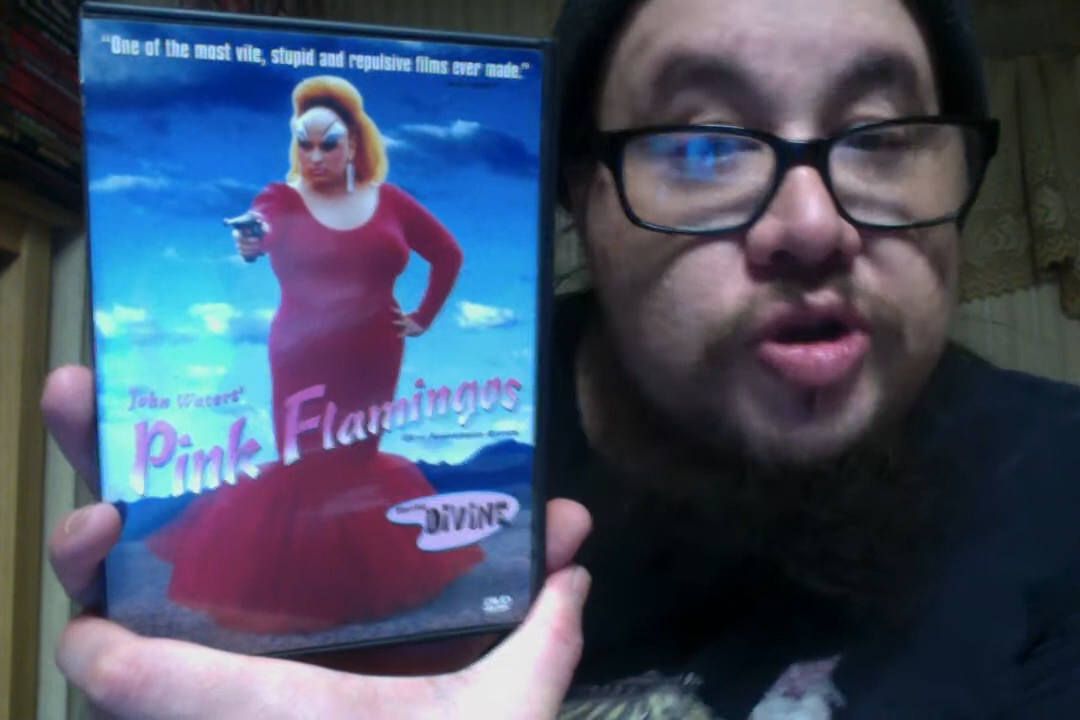 "One of the most vile, stupid and repulsive films ever made."
John Waters'
Pink Flamingos
DIVINE
DVD